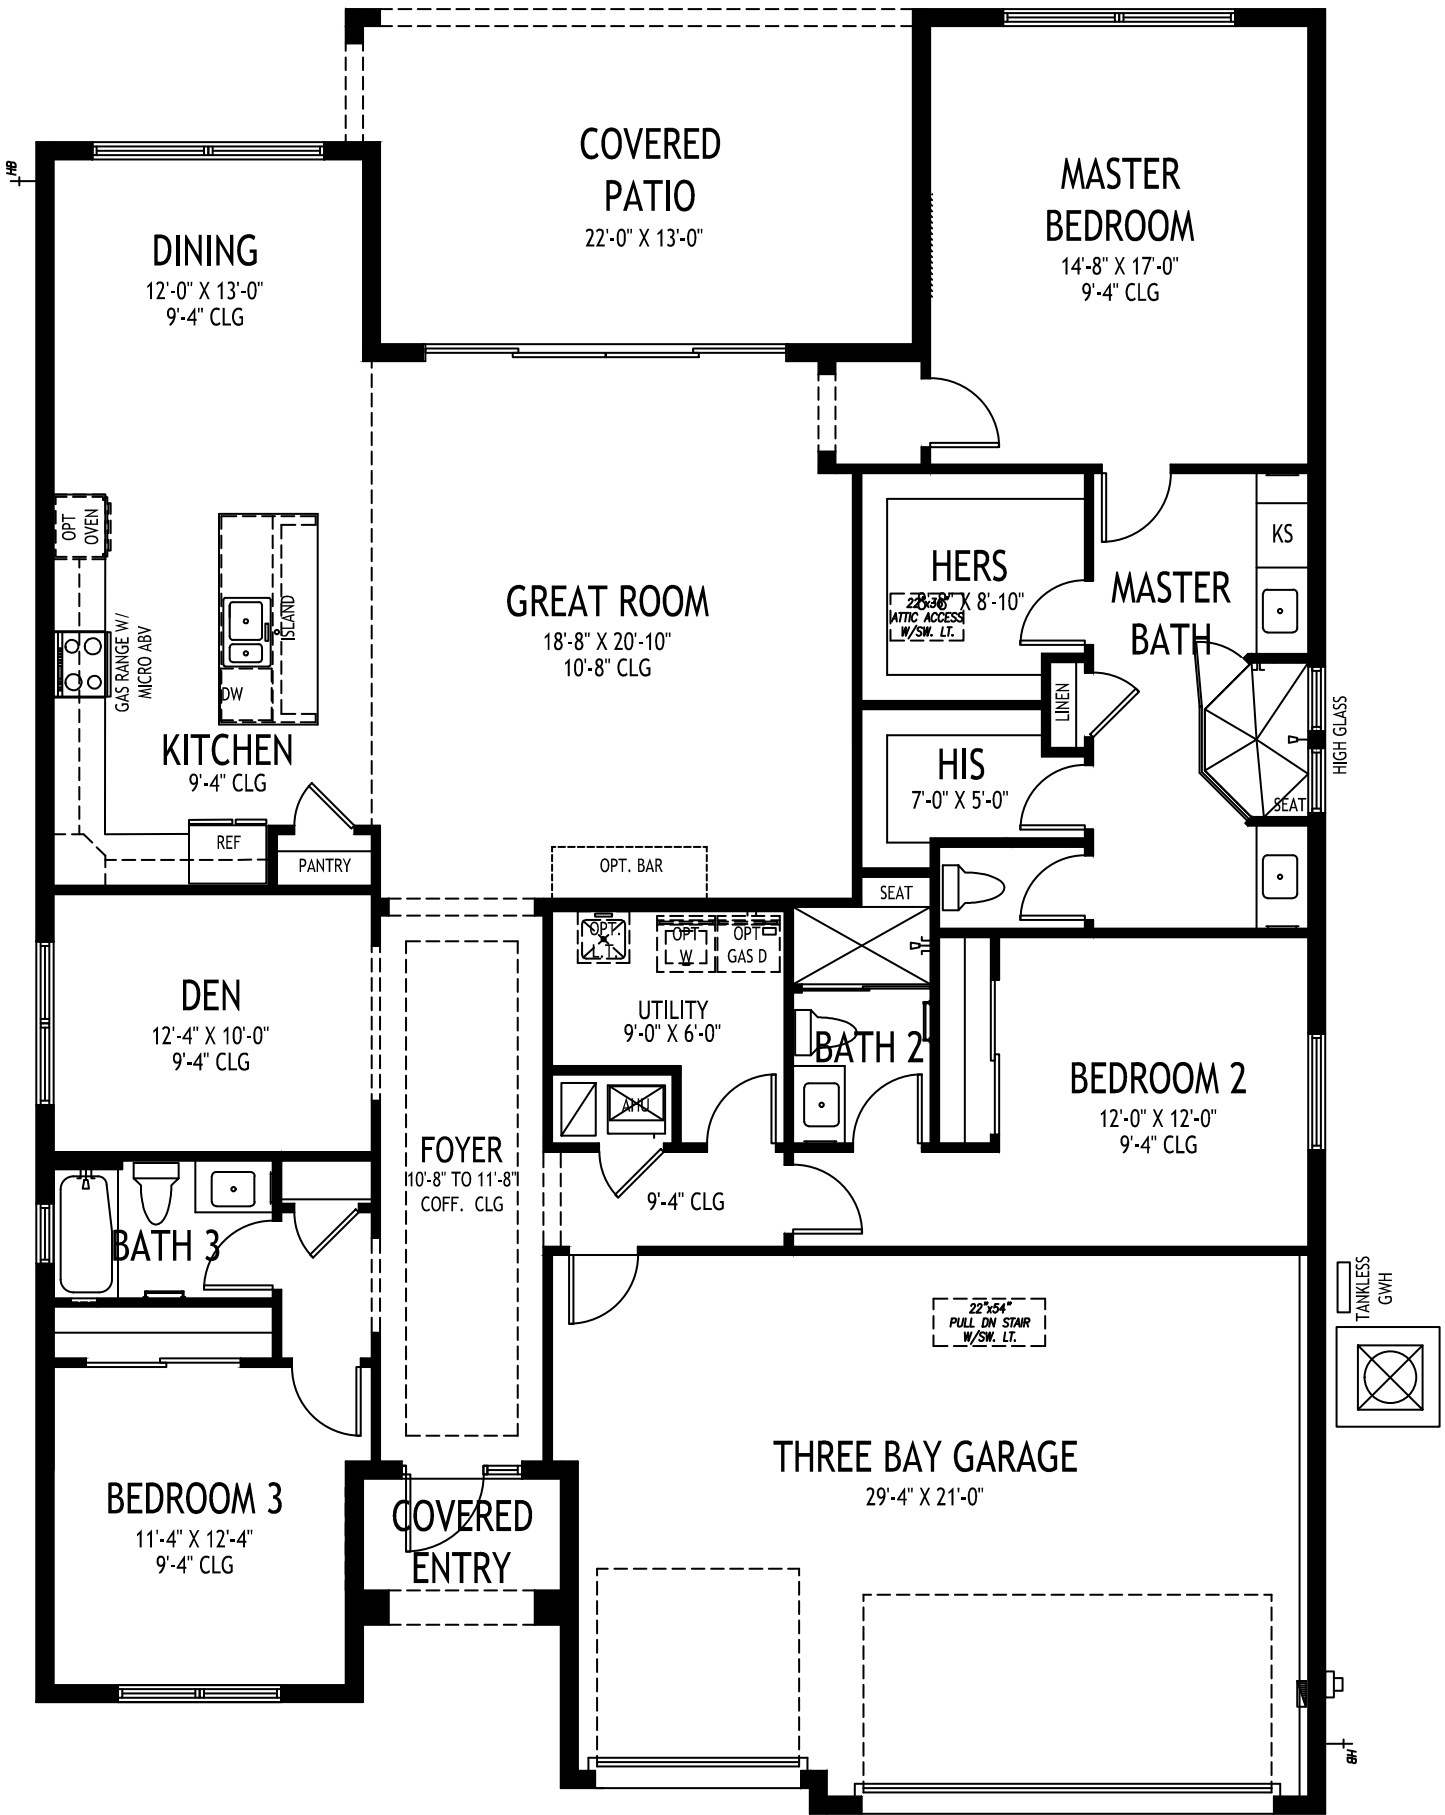 COVERED
PATIO
22'-0" X 13'-0"
MASTER
BEDROOM
14'-8" X 17'-0"
9'-4" CLG
HB
DINING
12'-0" X 13'-0"
9'-4" CLG
OPT
OVEN
GAS RANGE W/
MICRO ABV
ISLAND
DW
KITCHEN
9'-4" CLG
REF
PANTRY
GREAT ROOM
18'-8" X 20'-10"
10'-8" CLG
OPT. BAR
HERS
X 8'-10"
ATTIC ACCESS
W/SW. LT.
LINEN
HIS
7'-0" X 5'-0"
MASTER
BATH
KS
SEAT
HIGH GLASS
SEAT
DEN
12'-4" X 10'-0"
9'-4" CLG
OPT.
L.T.
OPT
W
OPT
GAS D
UTILITY
9'-0" X 6'-0"
AHU
BATH 2
BEDROOM 2
12'-0" X 12'-0"
9'-4" CLG
FOYER
10'-8" TO 11'-8"
COFF. CLG
9'-4" CLG
BATH 3
TANKLESS
GWH
22"x54"
PULL DN STAIR
W/SW. LT.
THREE BAY GARAGE
29'-4" X 21'-0"
BEDROOM 3
11'-4" X 12'-4"
9'-4" CLG
COVERED
ENTRY
HB